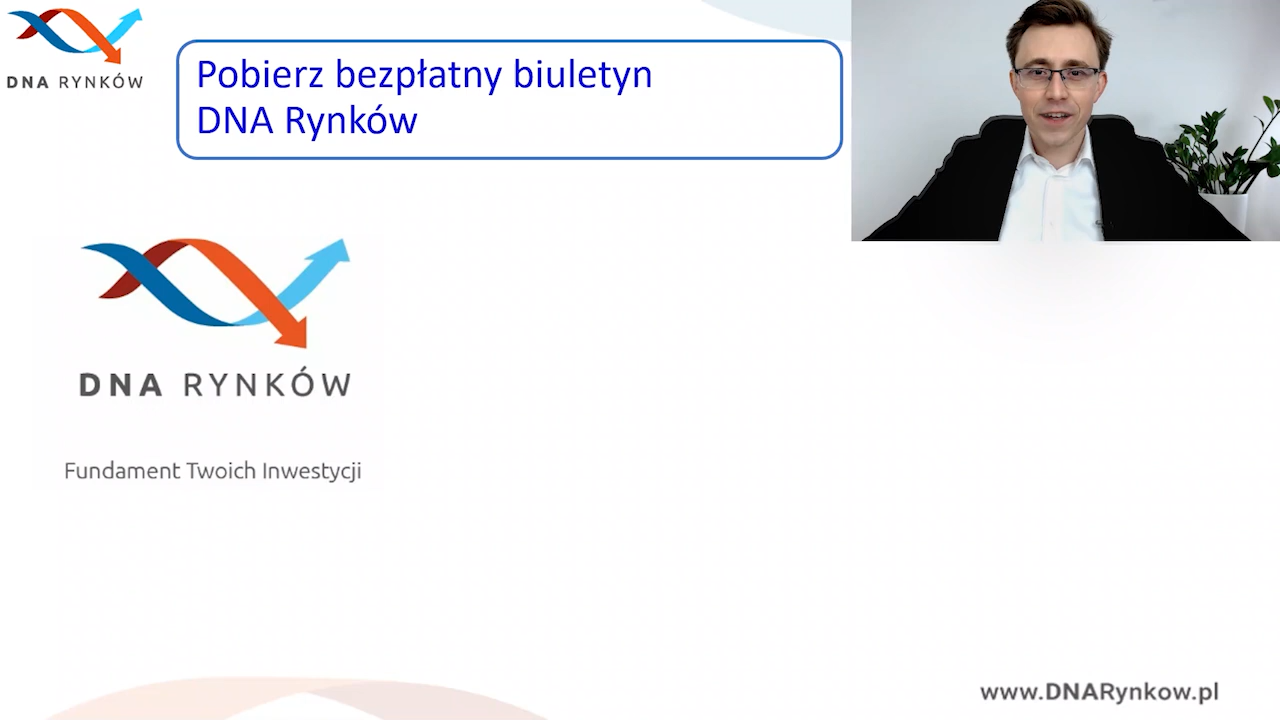 DNA RYNKÓW
Pobierz bezpłatny biuletyn
DNA Rynków
DNA RYNKÓW
Fundament Twoich Inwestycji
www.DNARynkow.pl